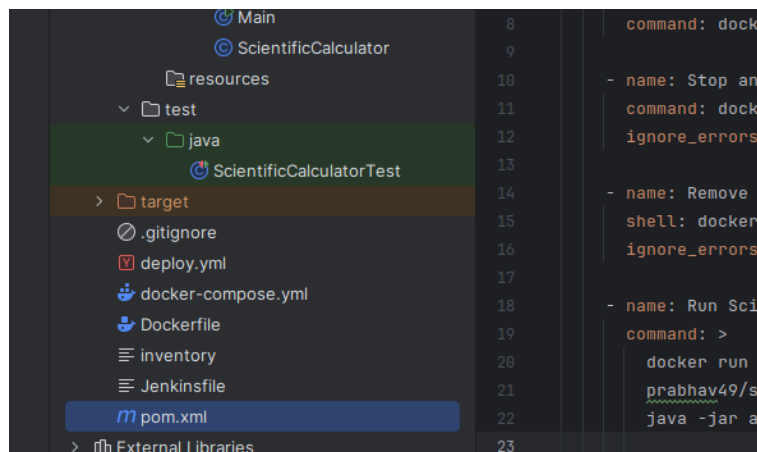 Main
ScientificCalculator
resources
test
java
ScientificCalculatorTest
target
.gitignore
deploy.yml
docker-compose.yml
Dockerfile
inventory
Jenkinsfile
pom.xml
External Libraries
8 command: dock
9
10 - name: Stop an
11 command: dock
12 ignore_errors
13
14 - name: Remove
15 shell: docker
16 ignore_errors
17
18 - name: Run Sci
19 command: >
20 docker run
21 prabhav49/s
22 java -jar a
23